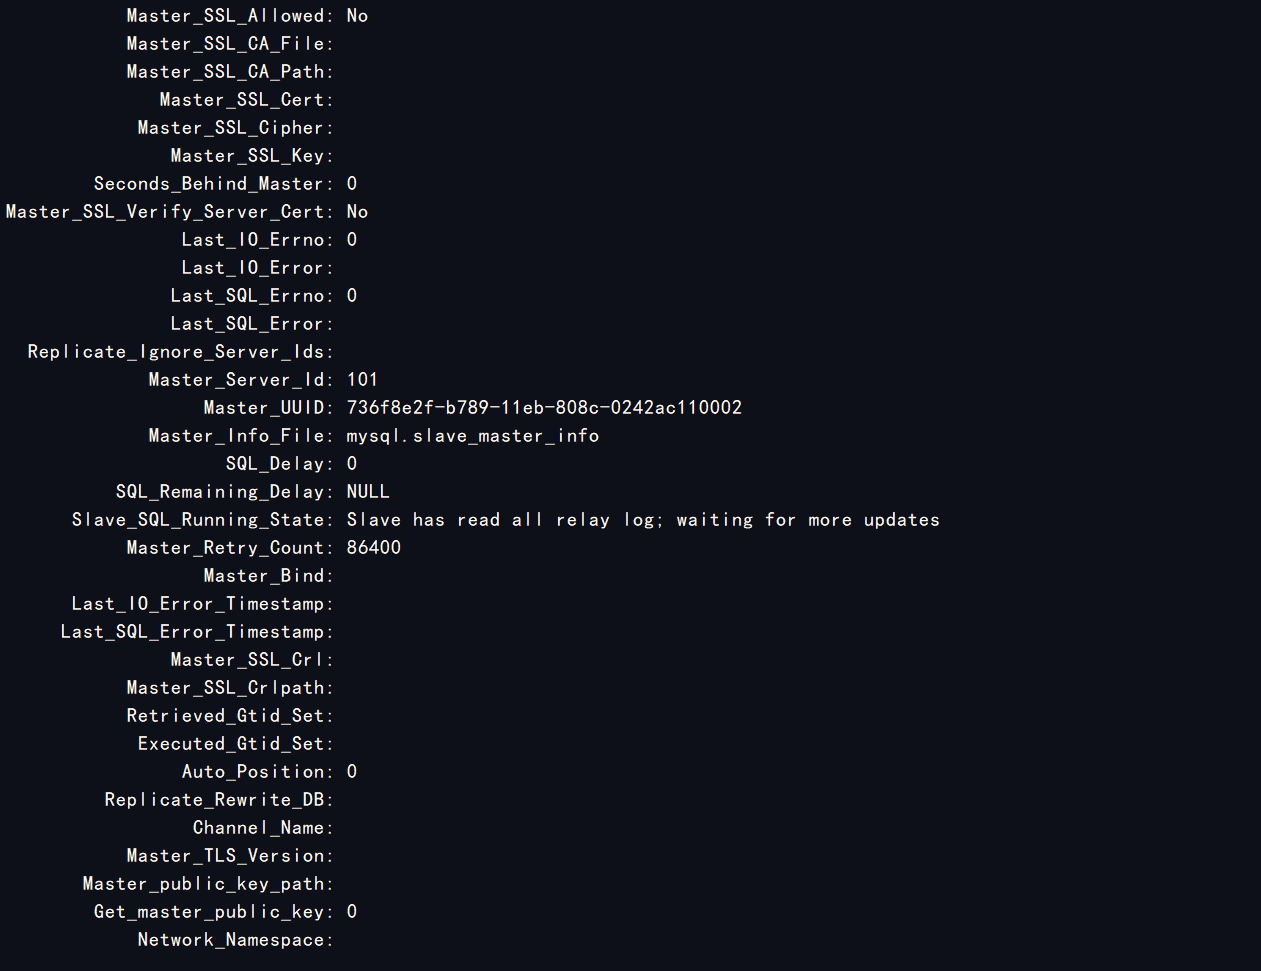 Master_SSL_Allowed: No
Master_SSL_CA_File:
Master_SSL_CA_Path:
Master_SSL_Cert:
Master_SSL_Cipher:
Master_SSL_Key:
Seconds_Behind_Master: 0
Master_SSL_Verify_Server_Cert: No
Last_IO_Errno: 0
Last_IO_Error:
Last_SQL_Errno: 0
Last_SQL_Error:
Replicate_Ignore_Server_Ids:
Master_Server_Id: 101
Master_UUID: 736f8e2f-b789-11eb-808c-0242ac110002
Master_Info_File: mysql.slave_master_info
SQL_Delay: 0
SQL_Remaining_Delay: NULL
Slave_SQL_Running_State: Slave has read all relay log; waiting for more updates
Master_Retry_Count: 86400
Master_Bind:
Last_IO_Error_Timestamp:
Last_SQL_Error_Timestamp:
Master_SSL_Crl:
Master_SSL_Crlpath:
Retrieved_Gtid_Set:
Executed_Gtid_Set:
Auto_Position: 0
Replicate_Rewrite_DB:
Channel_Name:
Master_TLS_Version:
Master_public_key_path:
Get_master_public_key: 0
Network_Namespace: